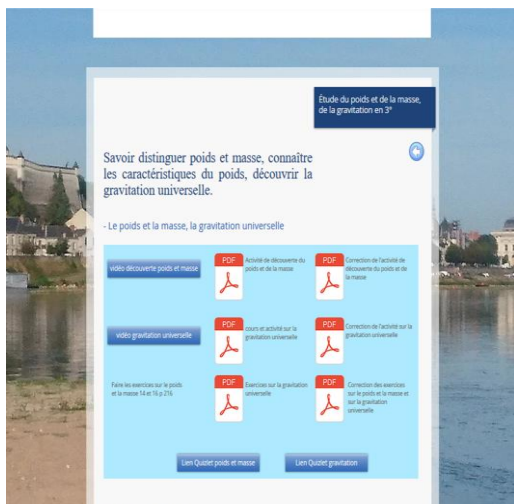 Étude du poids et de la masse,
de la gravitation en 3°
Savoir distinguer poids et masse, connaître
les caractéristiques du poids, découvrir la
gravitation universelle.
- Le poids et la masse, la gravitation universelle
vidéo découverte poids et masse
PDF
Activité de découverte du
poids et de la masse
PDF
Correction de l'activité de
découverte du poids et de
la masse
vidéo gravitation universelle
PDF
cours et activité sur la
gravitation universelle
PDF
Correction de l'activité sur la
gravitation universelle
Faire les exercices sur le poids
et la masse 14 et 16 p 216
PDF
Exercices sur la gravitation
universelle
PDF
Correction des exercices
sur le poids et la masse et
sur la gravitation
universelle
Lien Quizlet poids et masse
Lien Quizlet gravitation